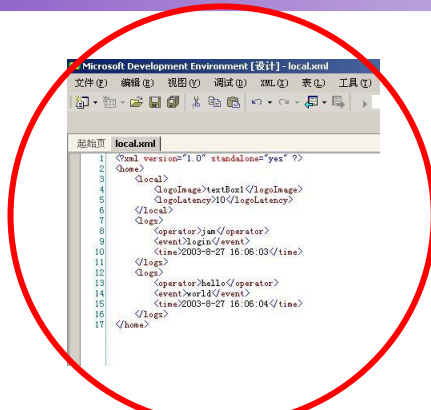 Microsoft Development Environment [设计] - local.xml
文件(F) 编辑(E) 视图(V) 调试(D) XML(X) 表(L) 工具(T)
起始页 local.xml
1 <?xml version="1.0" standalone="yes" ?>
2 <home>
3 <local>
4 <logoImage>textBox1</logoImage>
5 <logoLatency>10</logoLatency>
6 </local>
7 <logs>
8 <operator>jam</operator>
9 <event>login</event>
10 <time>2003-8-27 16:06:03</time>
11 </logs>
12 <logs>
13 <operator>hello</operator>
14 <event>world</event>
15 <time>2003-8-27 16:06:04</time>
16 </logs>
17 </home>